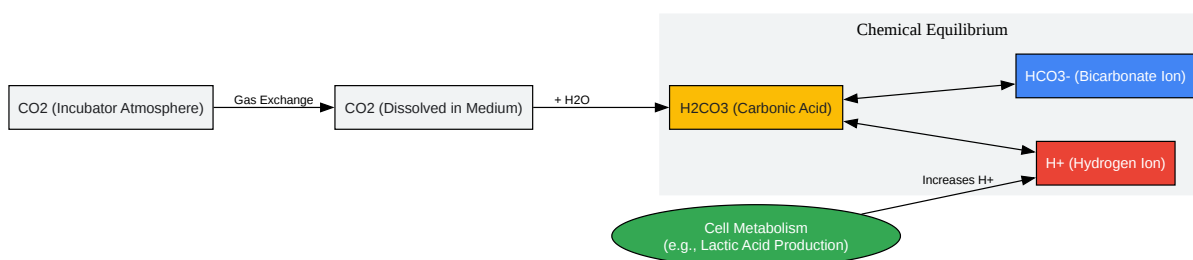 Chemical Equilibrium
HCO3- (Bicarbonate Ion)
CO2 (Incubator Atmosphere)
Gas Exchange
CO2 (Dissolved in Medium)
+ H2O
H2CO3 (Carbonic Acid)
H+ (Hydrogen Ion)
Increases H+
Cell Metabolism
(e.g., Lactic Acid Production)